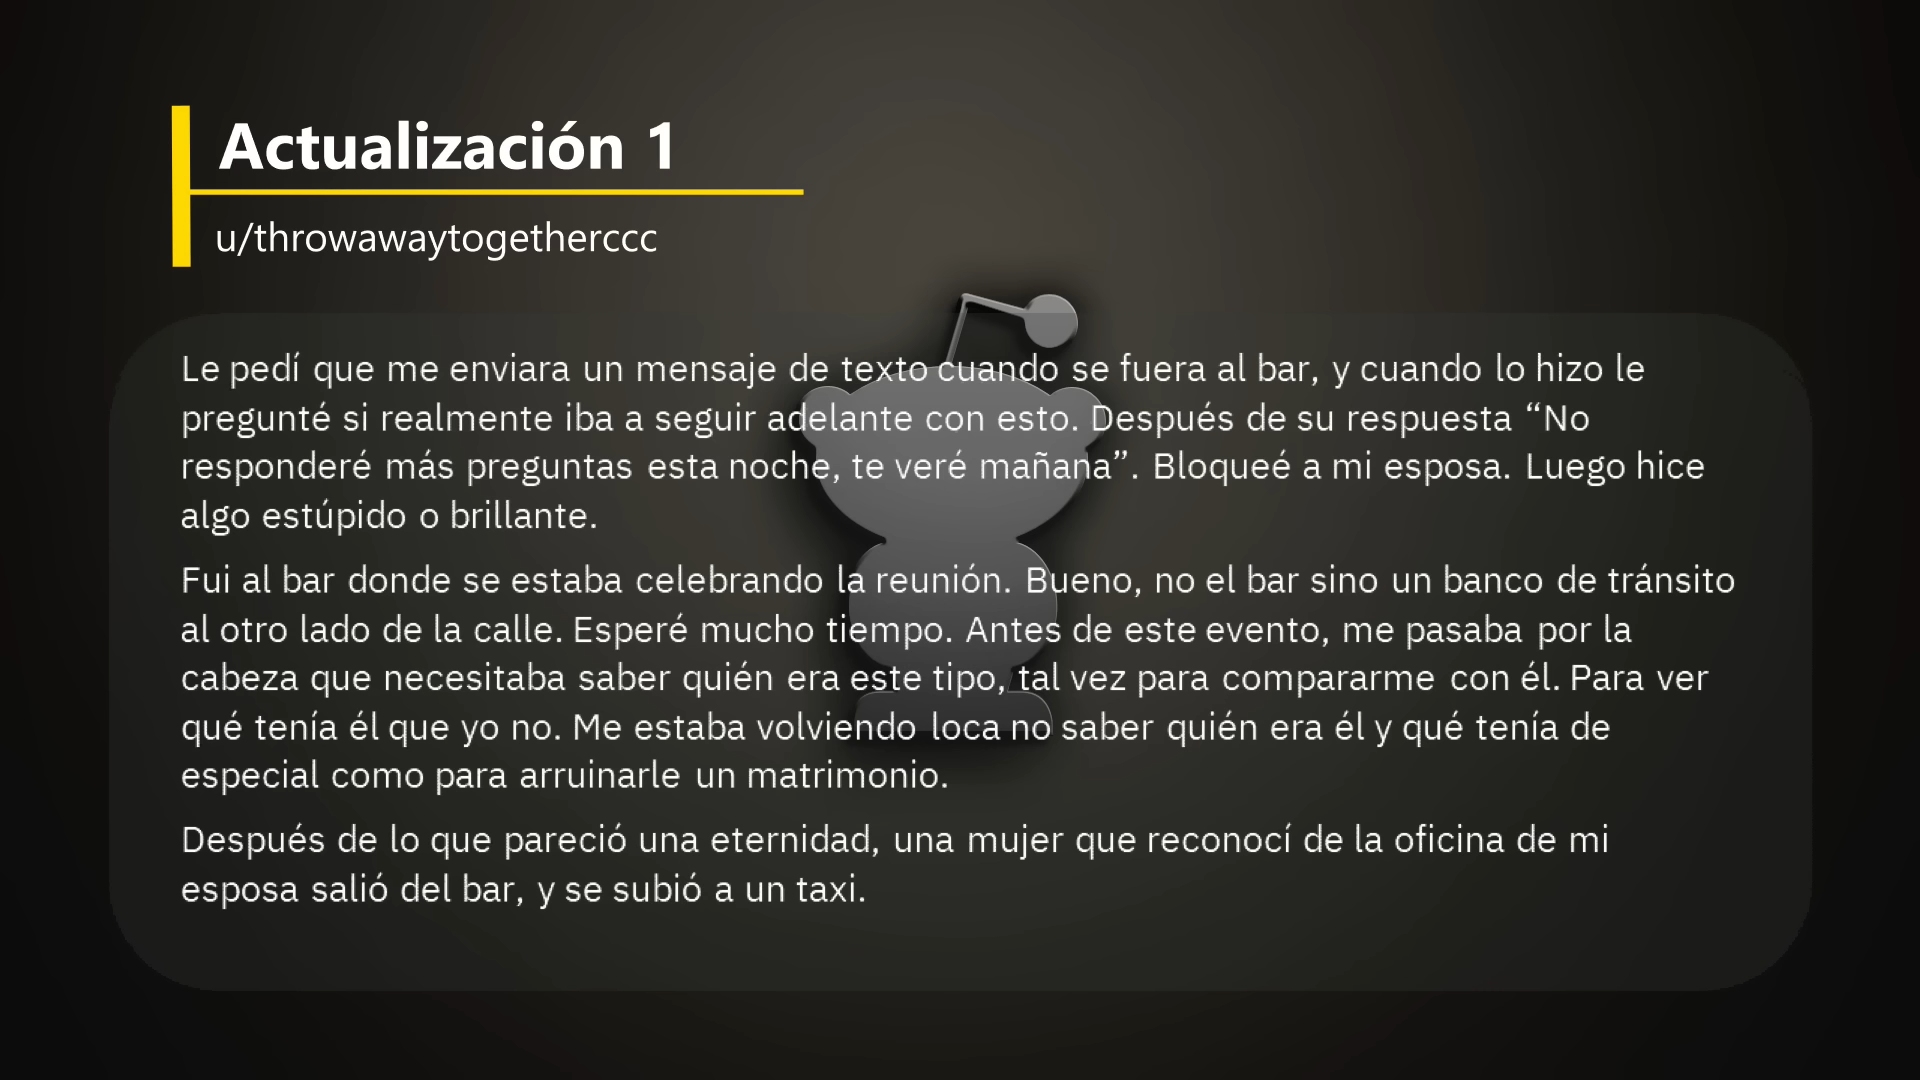 Actualización 1
u/throwawaytogetherccc
Le pedí que me enviara un mensaje de texto cuando se fuera al bar, y cuando lo hizo le
pregunté si realmente iba a seguir adelante con esto. Después de su respuesta “No
responderé más preguntas esta noche, te veré mañana”. Bloqueé a mi esposa. Luego hice
algo estúpido o brillante.
Fui al bar donde se estaba celebrando la reunión. Bueno, no el bar sino un banco de tránsito
al otro lado de la calle. Esperé mucho tiempo. Antes de este evento, me pasaba por la
cabeza que necesitaba saber quién era este tipo, tal vez para compararme con él. Para ver
qué tenía él que yo no. Me estaba volviendo loca no saber quién era él y qué tenía de
especial como para arruinarle un matrimonio.
Después de lo que pareció una eternidad, una mujer que reconocí de la oficina de mi
esposa salió del bar, y se subió a un taxi.